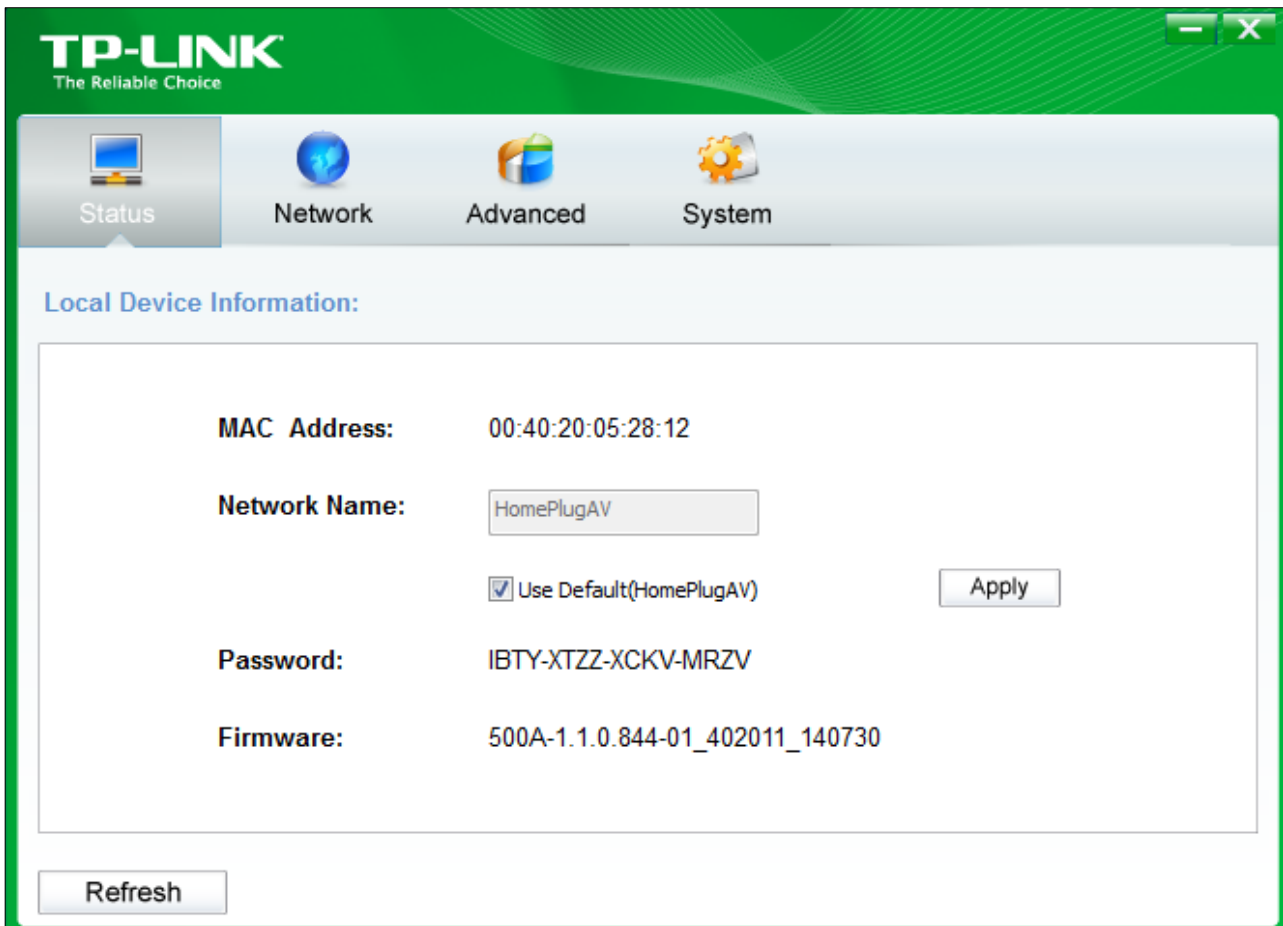 TP-LINK
The Reliable Choice
Status Network Advanced System
Local Device Information:
MAC Address: 00:40:20:05:28:12
Network Name: HomePlugAV
Use Default(HomePlugAV) Apply
Password: IBTY-XTZZ-XCKV-MRZV
Firmware: 500A-1.1.0.844-01_402011_140730
Refresh